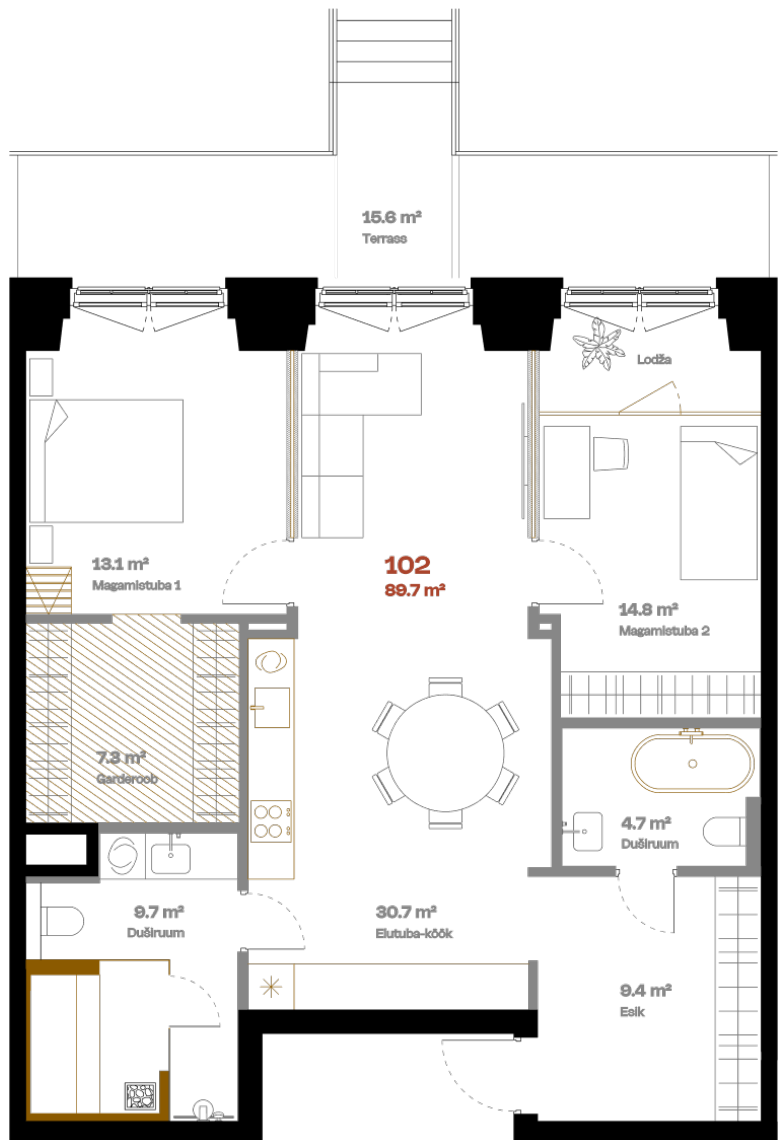 15.6 m²
Terrass
Lodža
13.1 m²
Magamistuba 1
102
89.7 m²
14.8 m²
Magamistuba 2
7.3 m²
Garderoob
4.7 m²
Duširuum
9.7 m²
Duširuum
30.7 m²
Elutuba-köök
9.4 m²
Esik